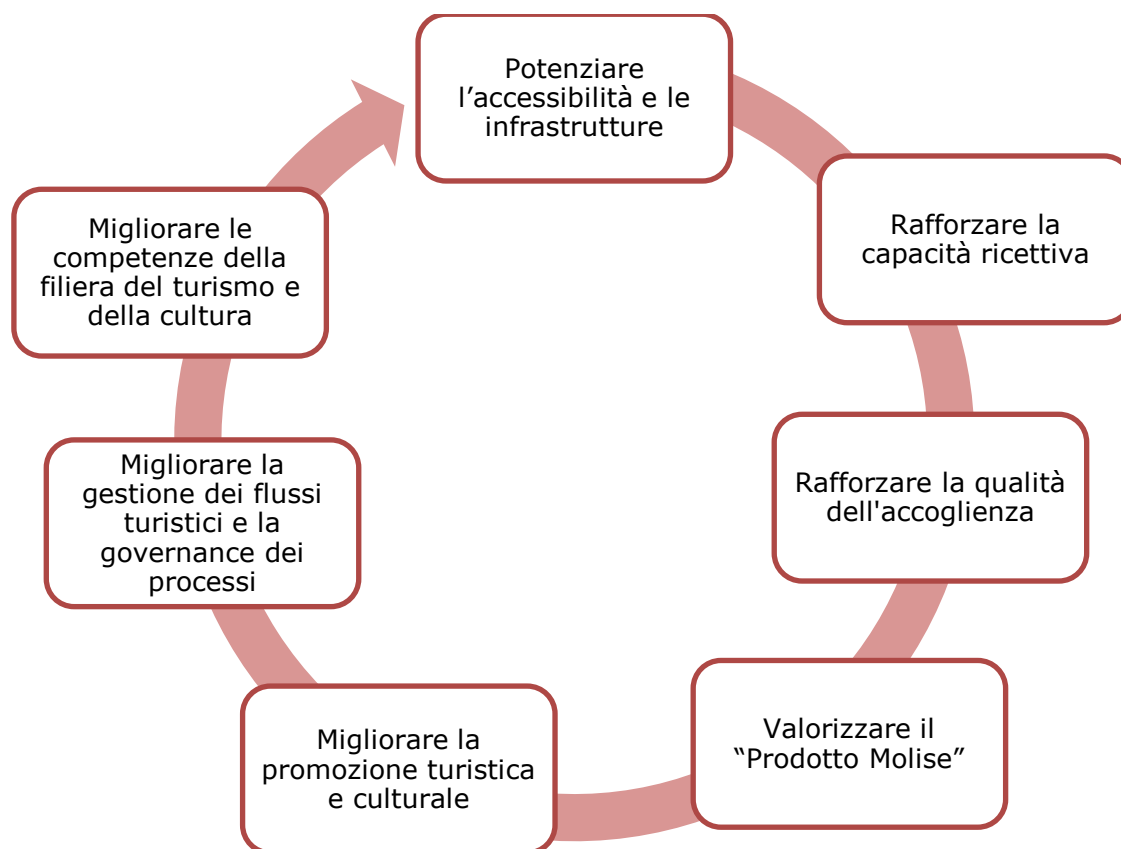 Potenziare
l’accessibilità e le
infrastrutture
Rafforzare la
capacità ricettiva
Rafforzare la qualità
dell'accoglienza
Valorizzare il
“Prodotto Molise”
Migliorare la
promozione turistica
e culturale
Migliorare la
gestione dei flussi
turistici e la
governance dei
processi
Migliorare le
competenze della
filiera del turismo e
della cultura